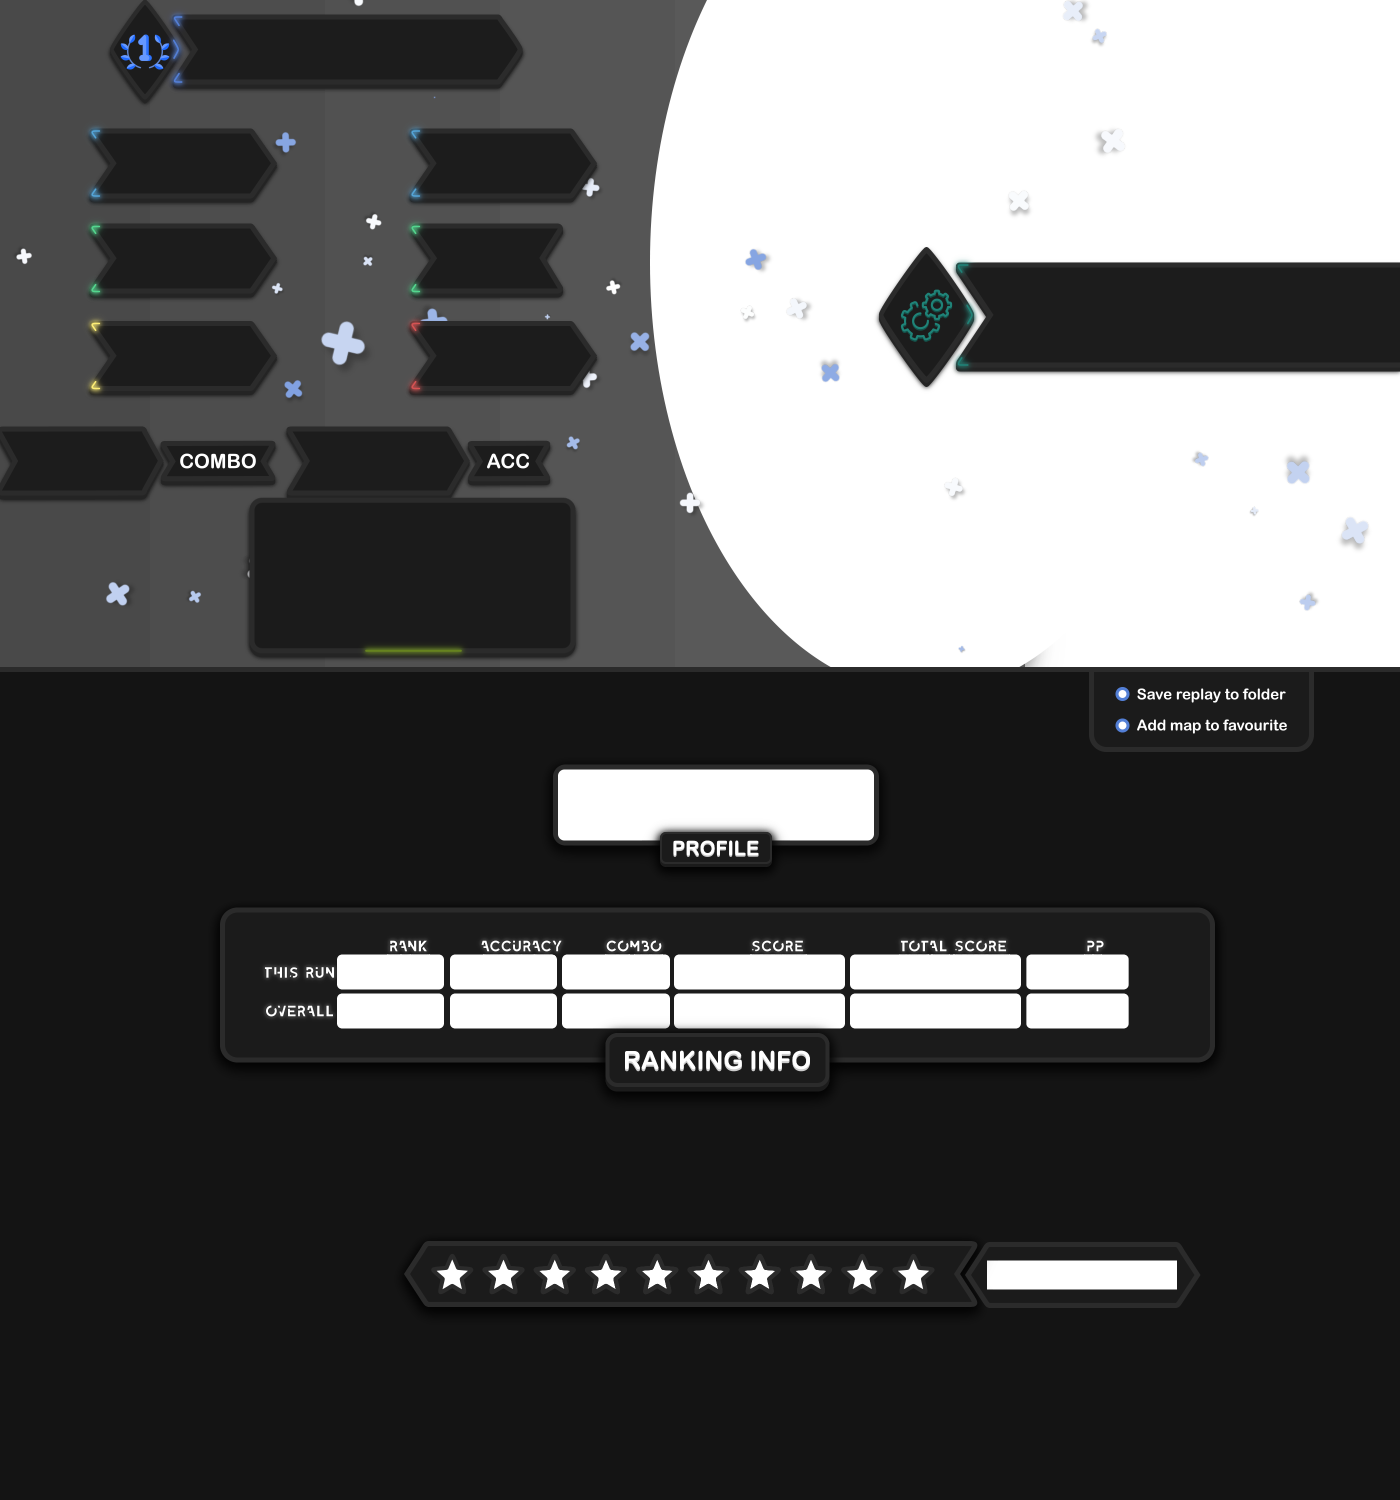 1
COMBO
ACC
Save replay to folder
Add map to favourite
PROFILE
RANK ACCURACY COMBO SCORE TOTAL SCORE PP
THIS RUN
OVERALL
RANKING INFO